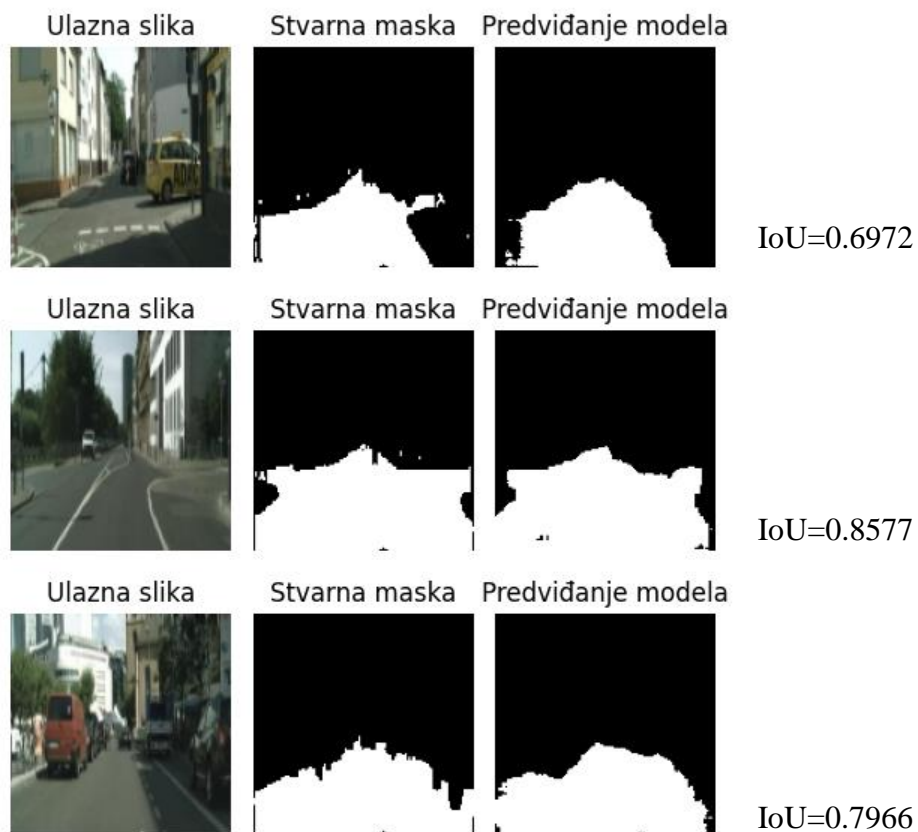 Ulazna slika Stvarna maska Predviđanje modela
ADAC
IoU=0.6972
Ulazna slika Stvarna maska Predviđanje modela
IoU=0.8577
Ulazna slika Stvarna maska Predviđanje modela
IoU=0.7966